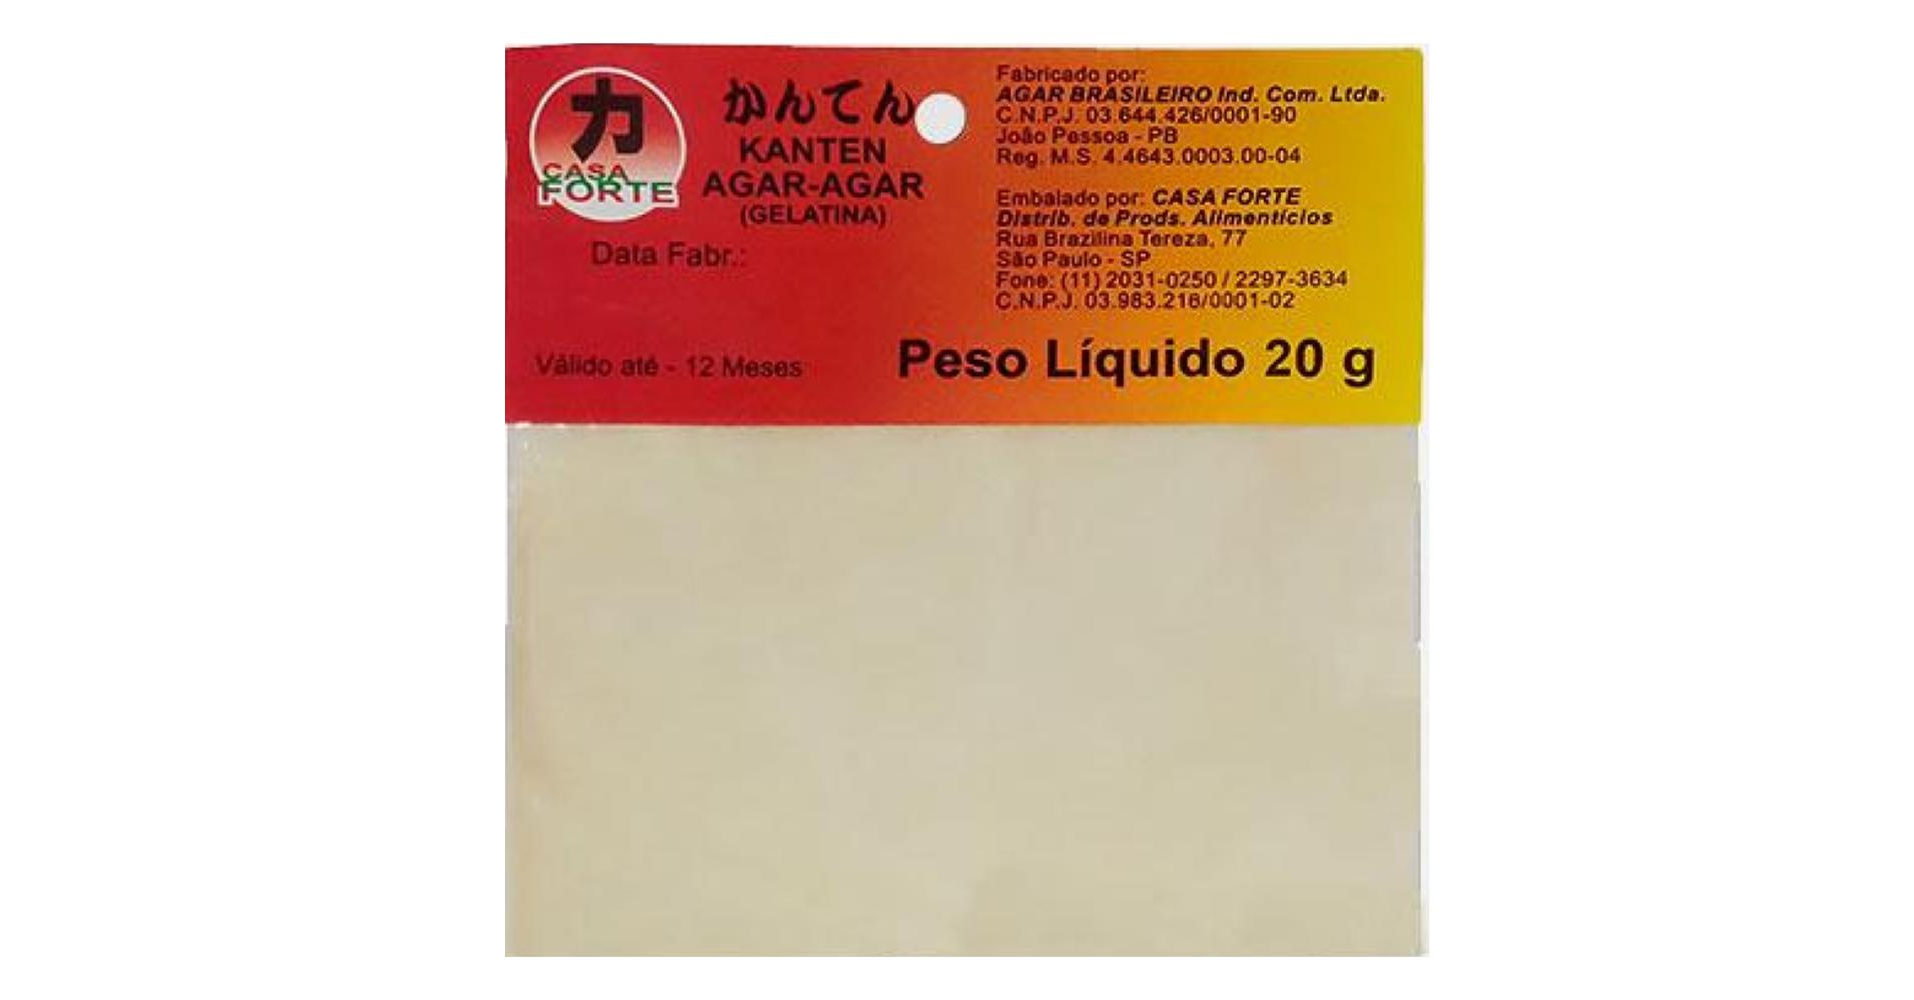 力
CASA
FORTE
かんてん
KANTEN
AGAR-AGAR
(GELATINA)
Data Fabr.:
Válido até - 12 Meses
Fabricado por:
AGAR BRASILEIRO Ind. Com. Ltda.
C.N.P.J. 03.644.426/0001-90
João Pessoa - PB
Reg. M.S. 4.4643.0003.00-04
Embalado por: CASA FORTE
Distrib. de Prods. Alimentícios
Rua Brazilina Tereza, 77
São Paulo - SP
Fone: (11) 2031-0250 / 2297-3634
C.N.P.J. 03.983.216/0001-02
Peso Líquido 20 g